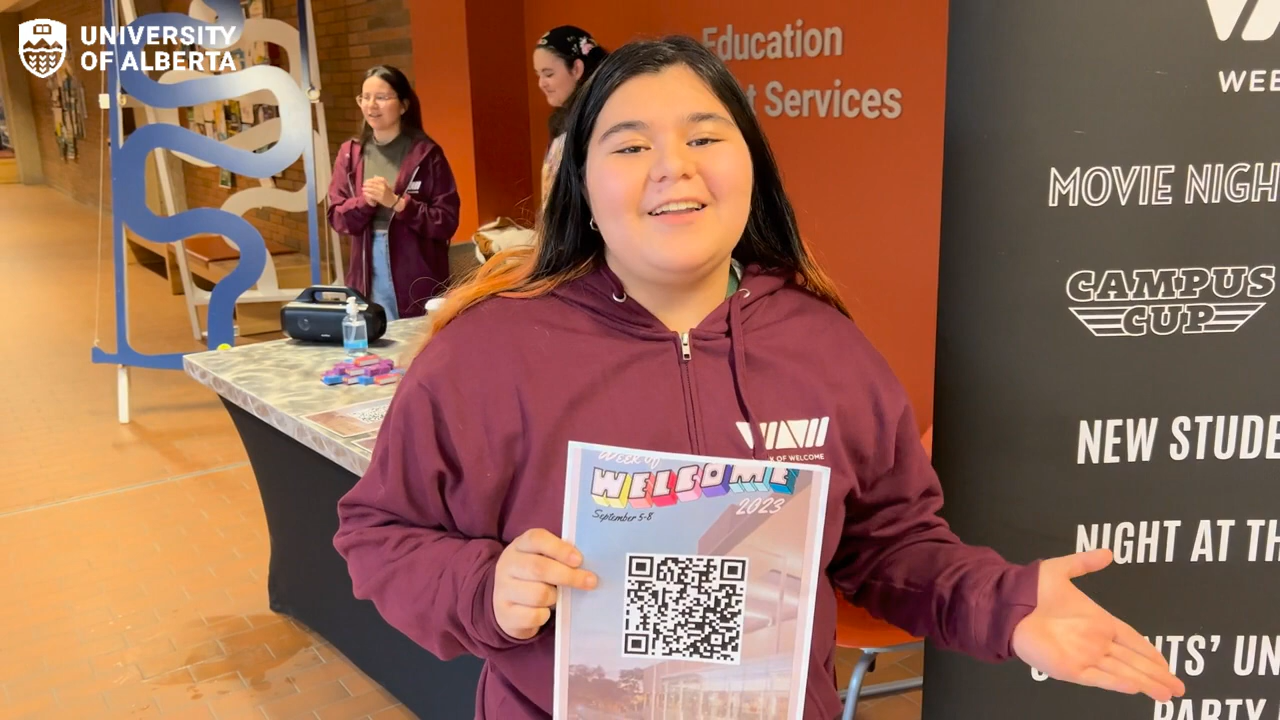 UNIVERSITY
OF ALBERTA
Education
t Services
WEE
MOVIE NIGH
CAMPUS
CUP
NEW STUDE
NIGHT AT TH
NTS' UN
PARTY
K OF WELCOME
WEEK of
WELCOME
2023
September 5-8